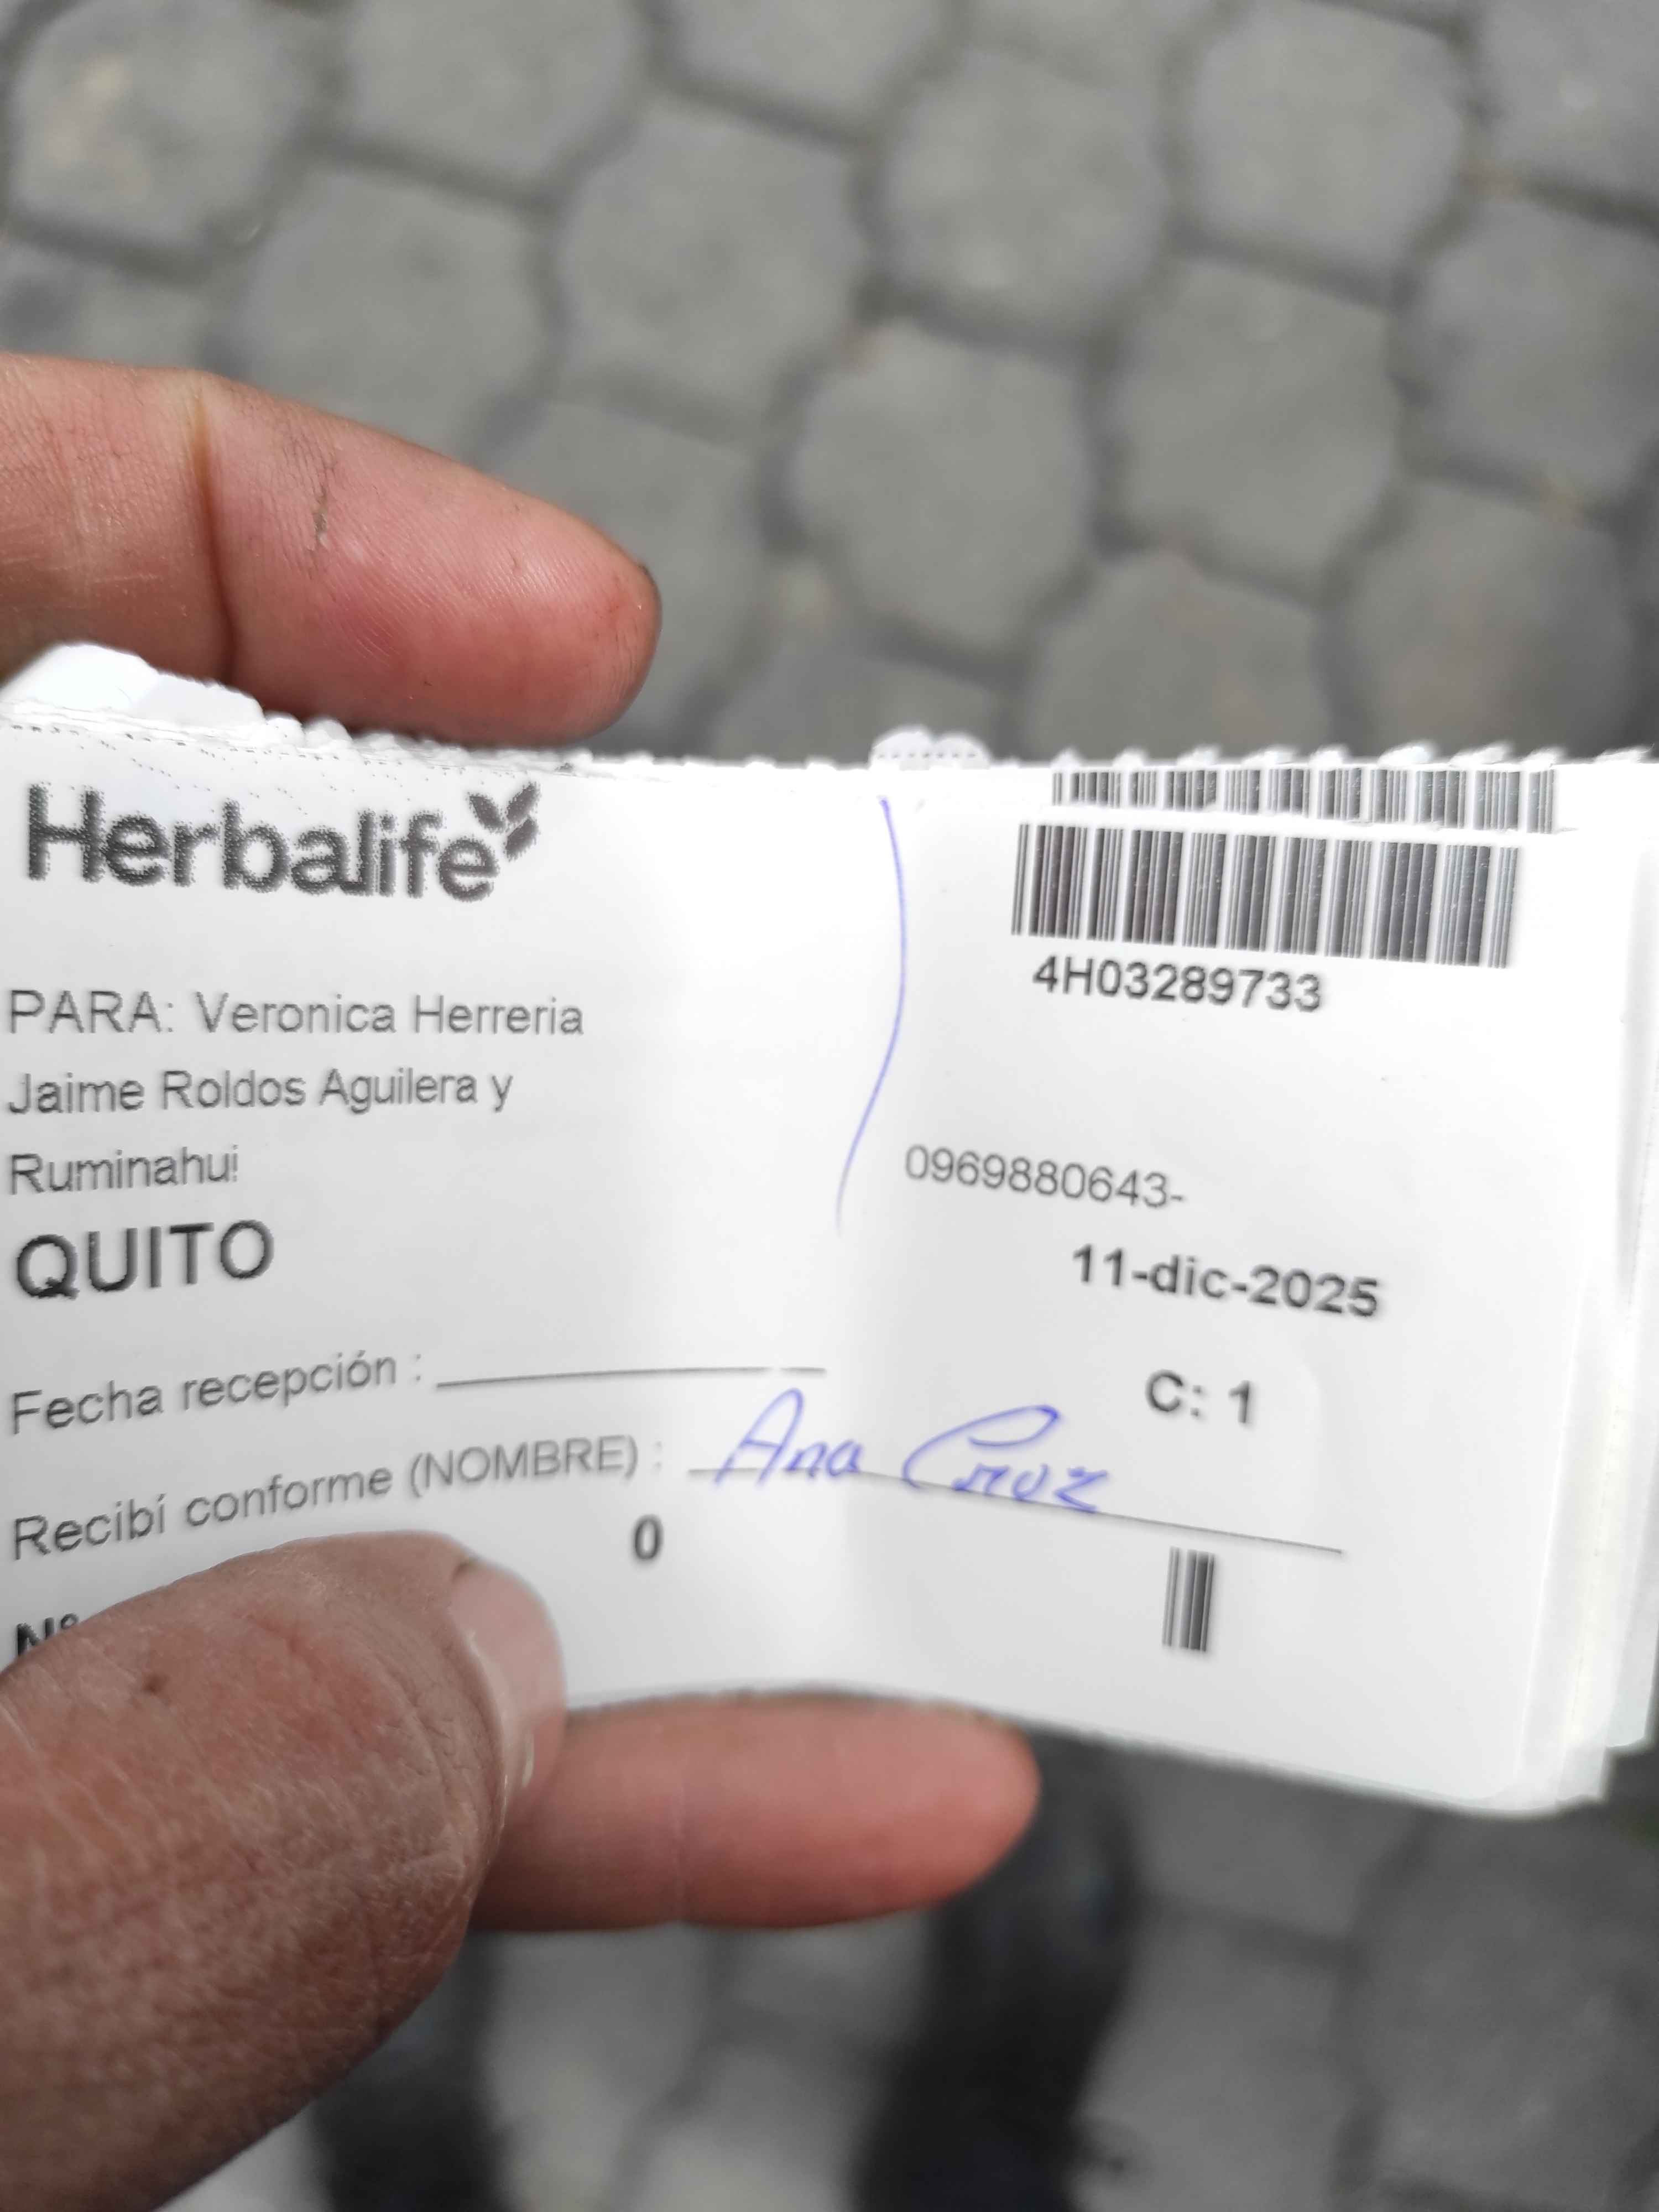 Herbalife
4H03289733
PARA: Veronica Herreria
Jaime Roldos Aguilera y
Ruminahui
0969880643-
QUITO
11-dic-2025
Fecha recepción :
C: 1
Recibí conforme (NOMBRE) : Ana Cruz
0
Nº